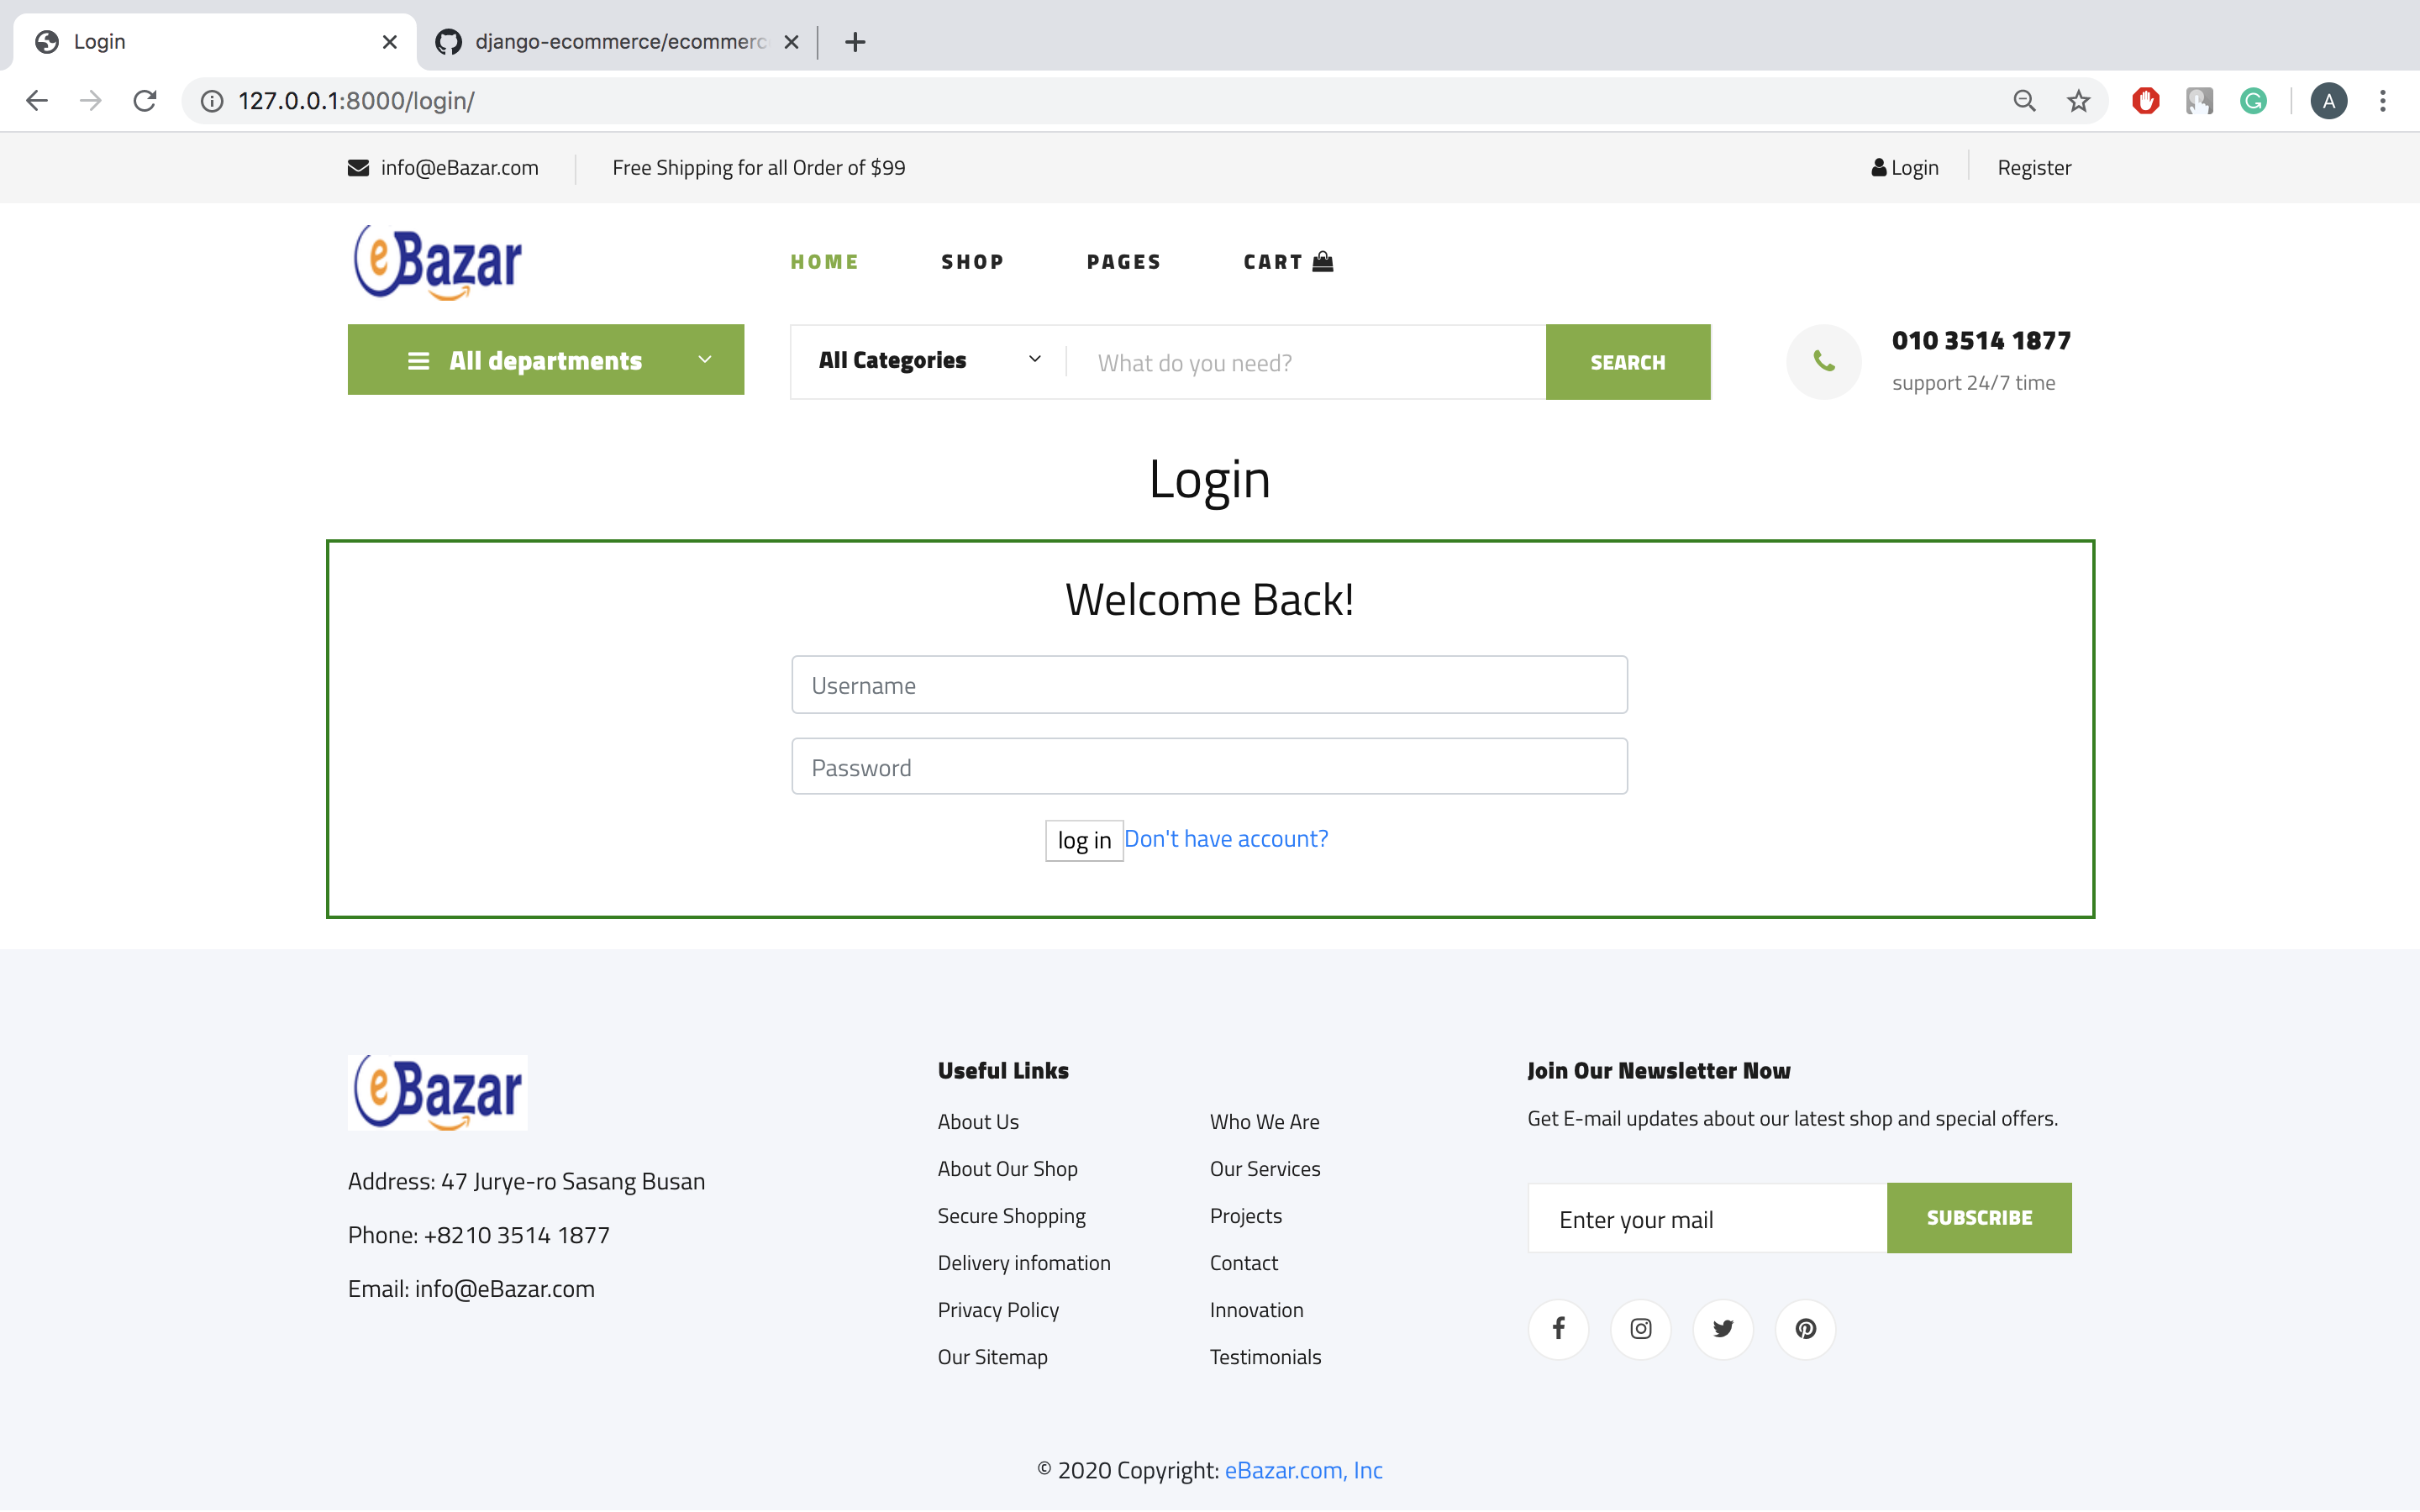 Login
django-ecommerce/ecommerc
127.0.0.1:8000/login/
A
info@eBazar.com
Free Shipping for all Order of $99
Login
Register
eBazar
HOME
SHOP
PAGES
CART
All departments
All Categories
What do you need?
SEARCH
010 3514 1877
support 24/7 time
Login
Welcome Back!
Username
Password
log in
Don't have account?
eBazar
Address: 47 Jurye-ro Sasang Busan
Phone: +8210 3514 1877
Email: info@eBazar.com
Useful Links
About Us
About Our Shop
Secure Shopping
Delivery infomation
Privacy Policy
Our Sitemap
Who We Are
Our Services
Projects
Contact
Innovation
Testimonials
Join Our Newsletter Now
Get E-mail updates about our latest shop and special offers.
Enter your mail
SUBSCRIBE
© 2020 Copyright: eBazar.com, Inc